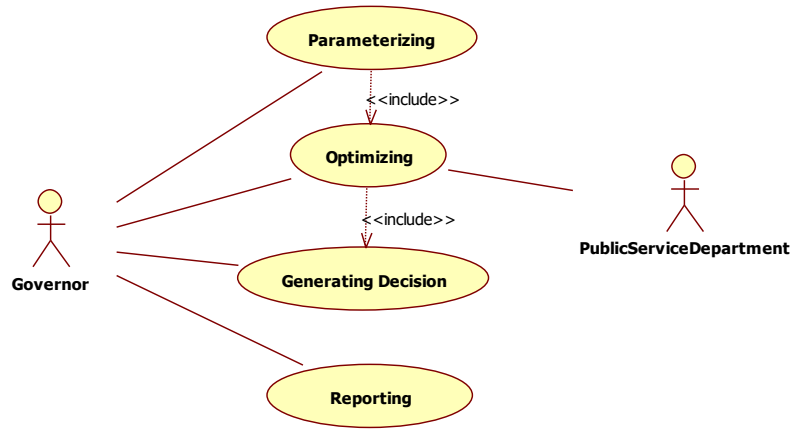 Parameterizing
<<include>>
Optimizing
<<include>>
PublicServiceDepartment
Governor
Generating Decision
Reporting